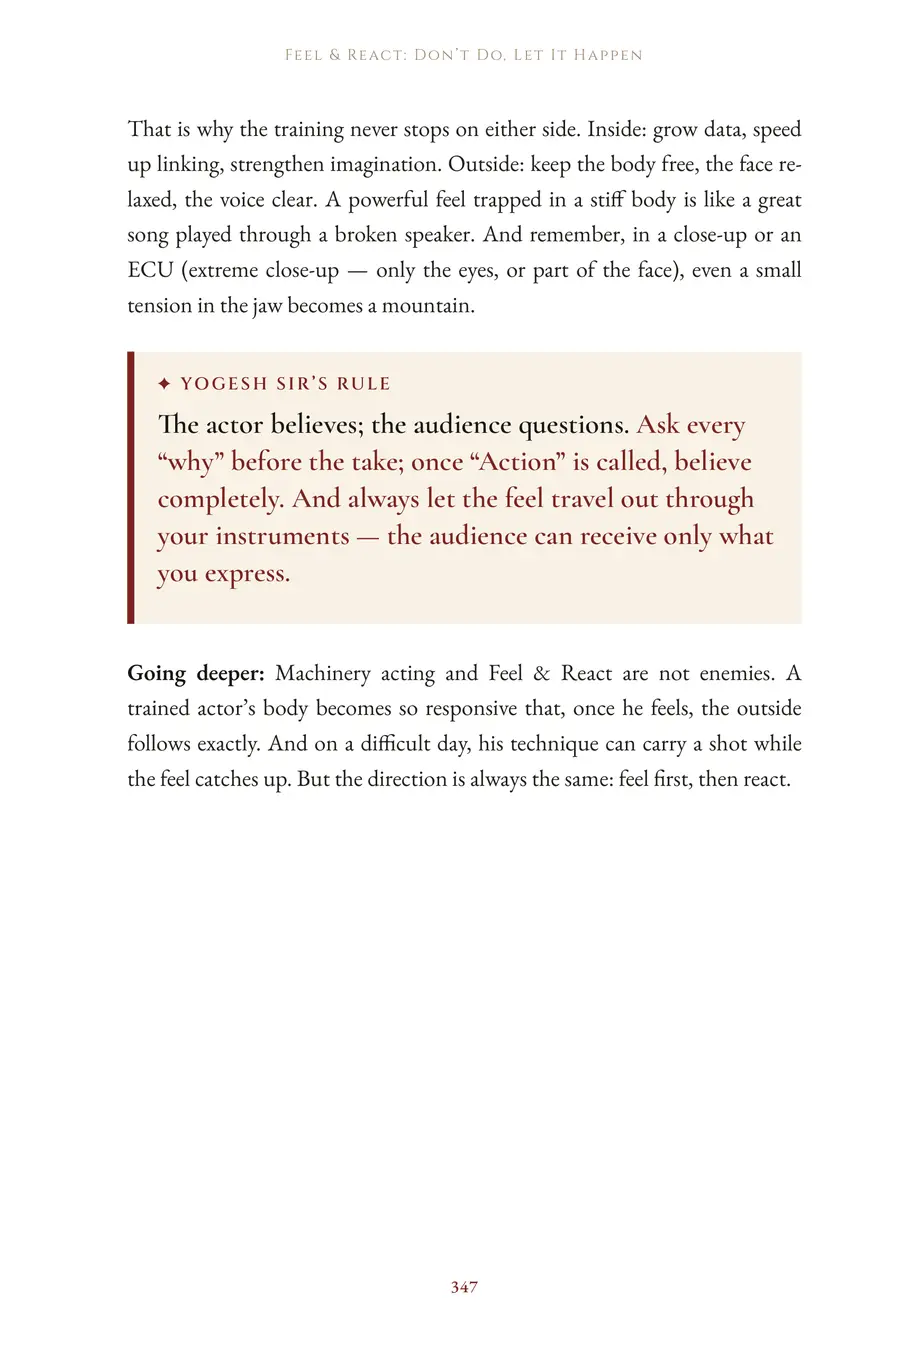 Feel & React: Don’t Do, Let It Happen
That is why the training never stops on either side. Inside: grow data, speed
up linking, strengthen imagination. Outside: keep the body free, the face re-
laxed, the voice clear. A powerful feel trapped in a stiff body is like a great
song played through a broken speaker. And remember, in a close-up or an
ECU (extreme close-up — only the eyes, or part of the face), even a small
tension in the jaw becomes a mountain.
✦ YOGESH SIR’S RULE
The actor believes; the audience questions. Ask every
“why” before the take; once “Action” is called, believe
completely. And always let the feel travel out through
your instruments — the audience can receive only what
you express.
Going deeper: Machinery acting and Feel & React are not enemies. A
trained actor’s body becomes so responsive that, once he feels, the outside
follows exactly. And on a difficult day, his technique can carry a shot while
the feel catches up. But the direction is always the same: feel first, then react.
347